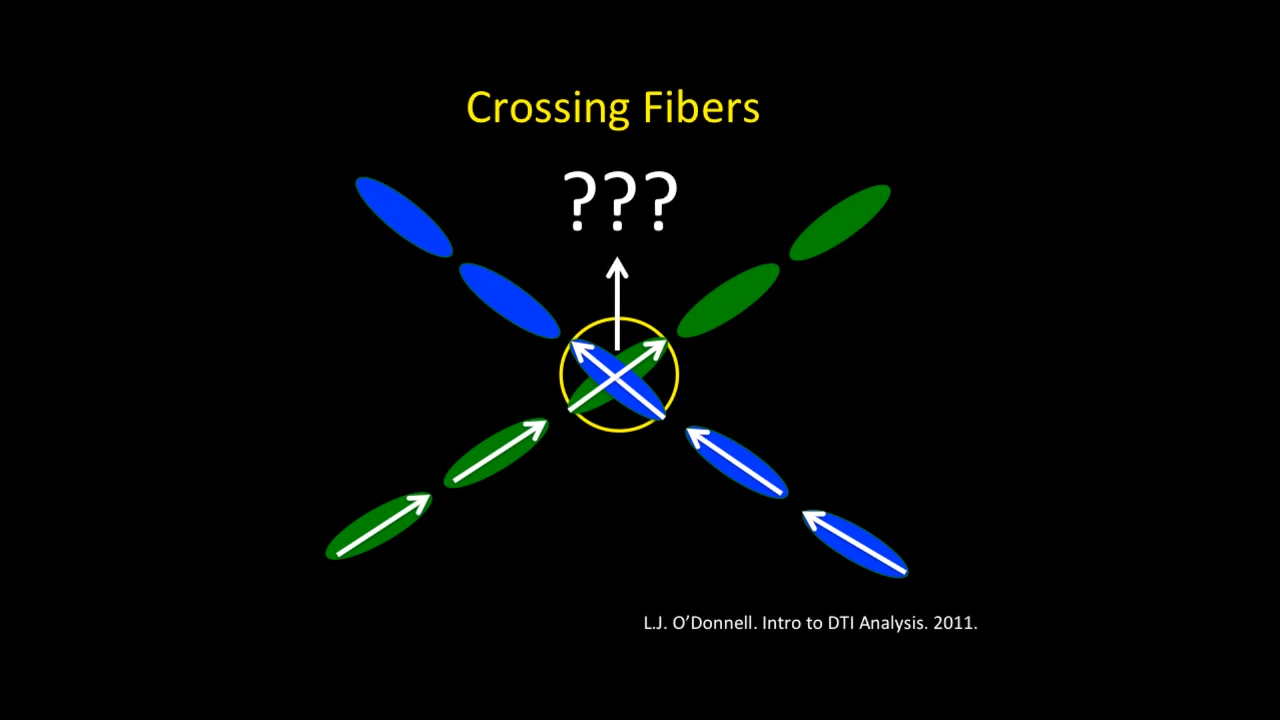 Crossing Fibers
???
L.J. O’Donnell. Intro to DTI Analysis. 2011.